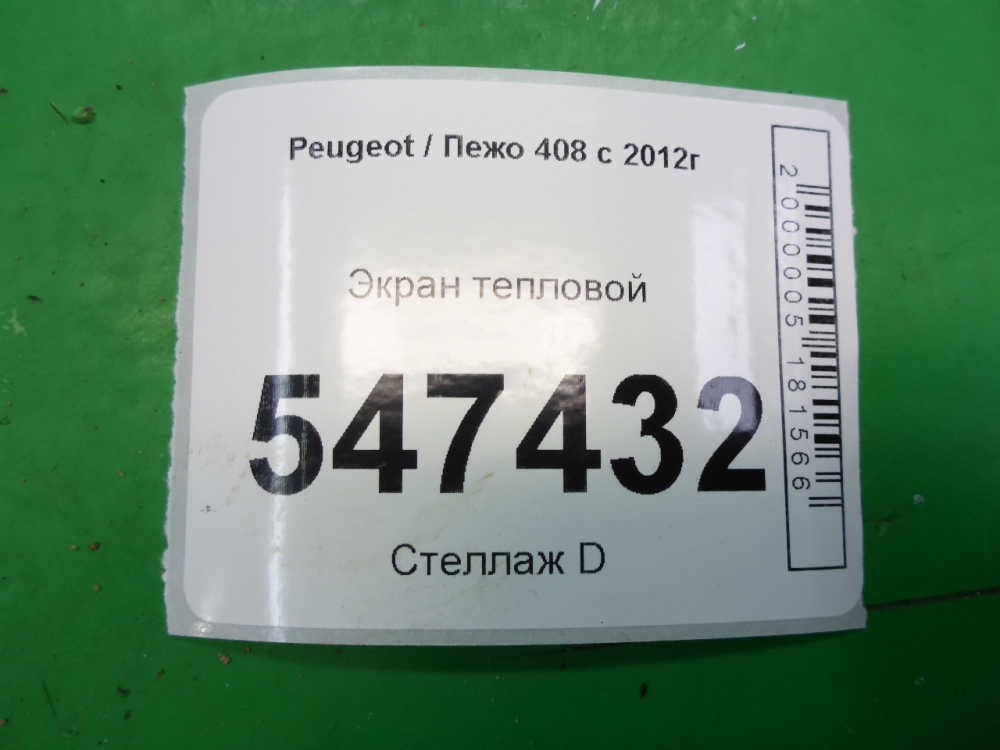 Peugeot / Пежо 408 с 2012г
Экран тепловой
547432
Стеллаж D
2000005181566